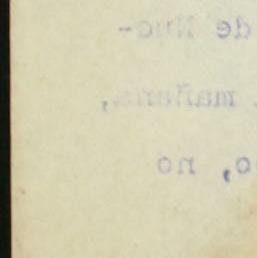 de Nue-
mañana,
o, no